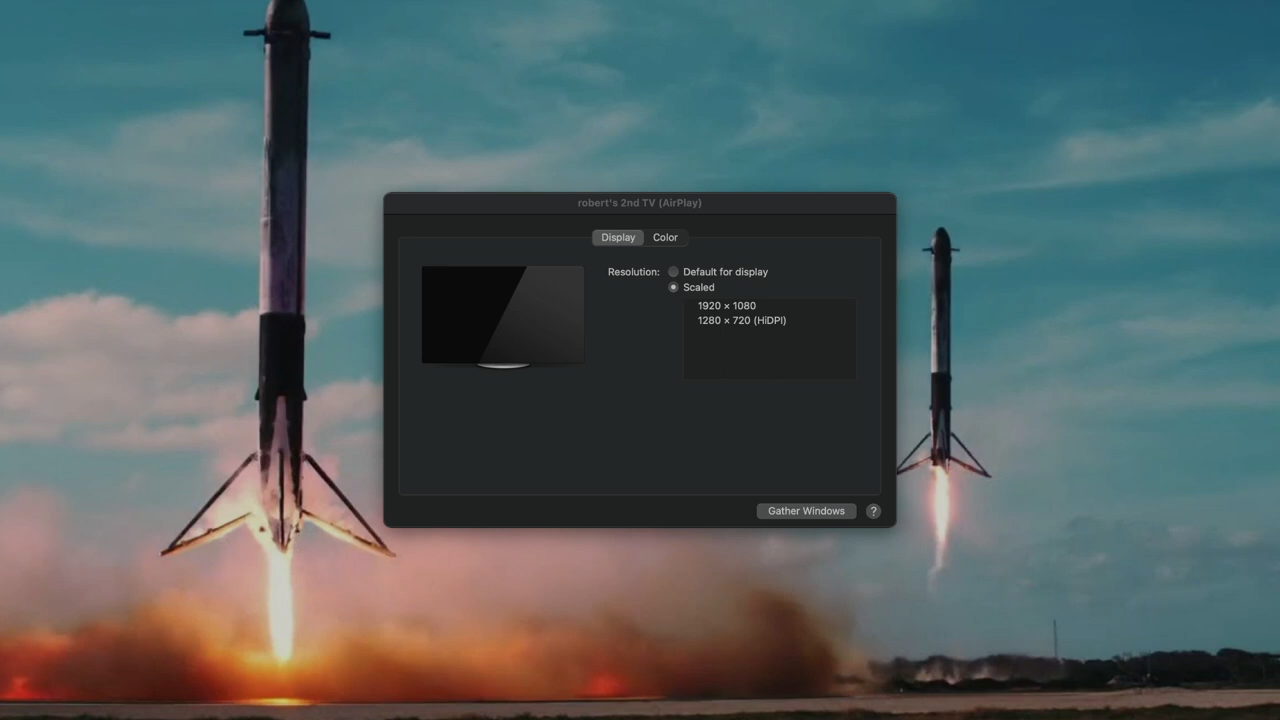 robert's 2nd TV (AirPlay)
Display Color
Resolution: Default for display
Scaled
1920 × 1080
1280 × 720 (HiDPI)
Gather Windows ?